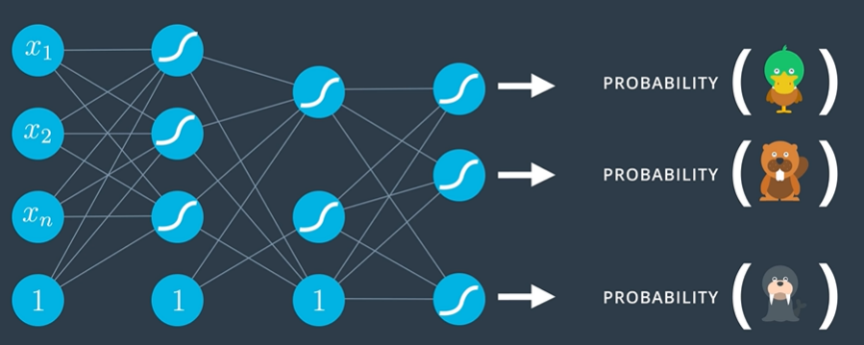 x₁
PROBABILITY ( )
x₂
PROBABILITY ( )
xₙ
1 1 1
PROBABILITY ( )